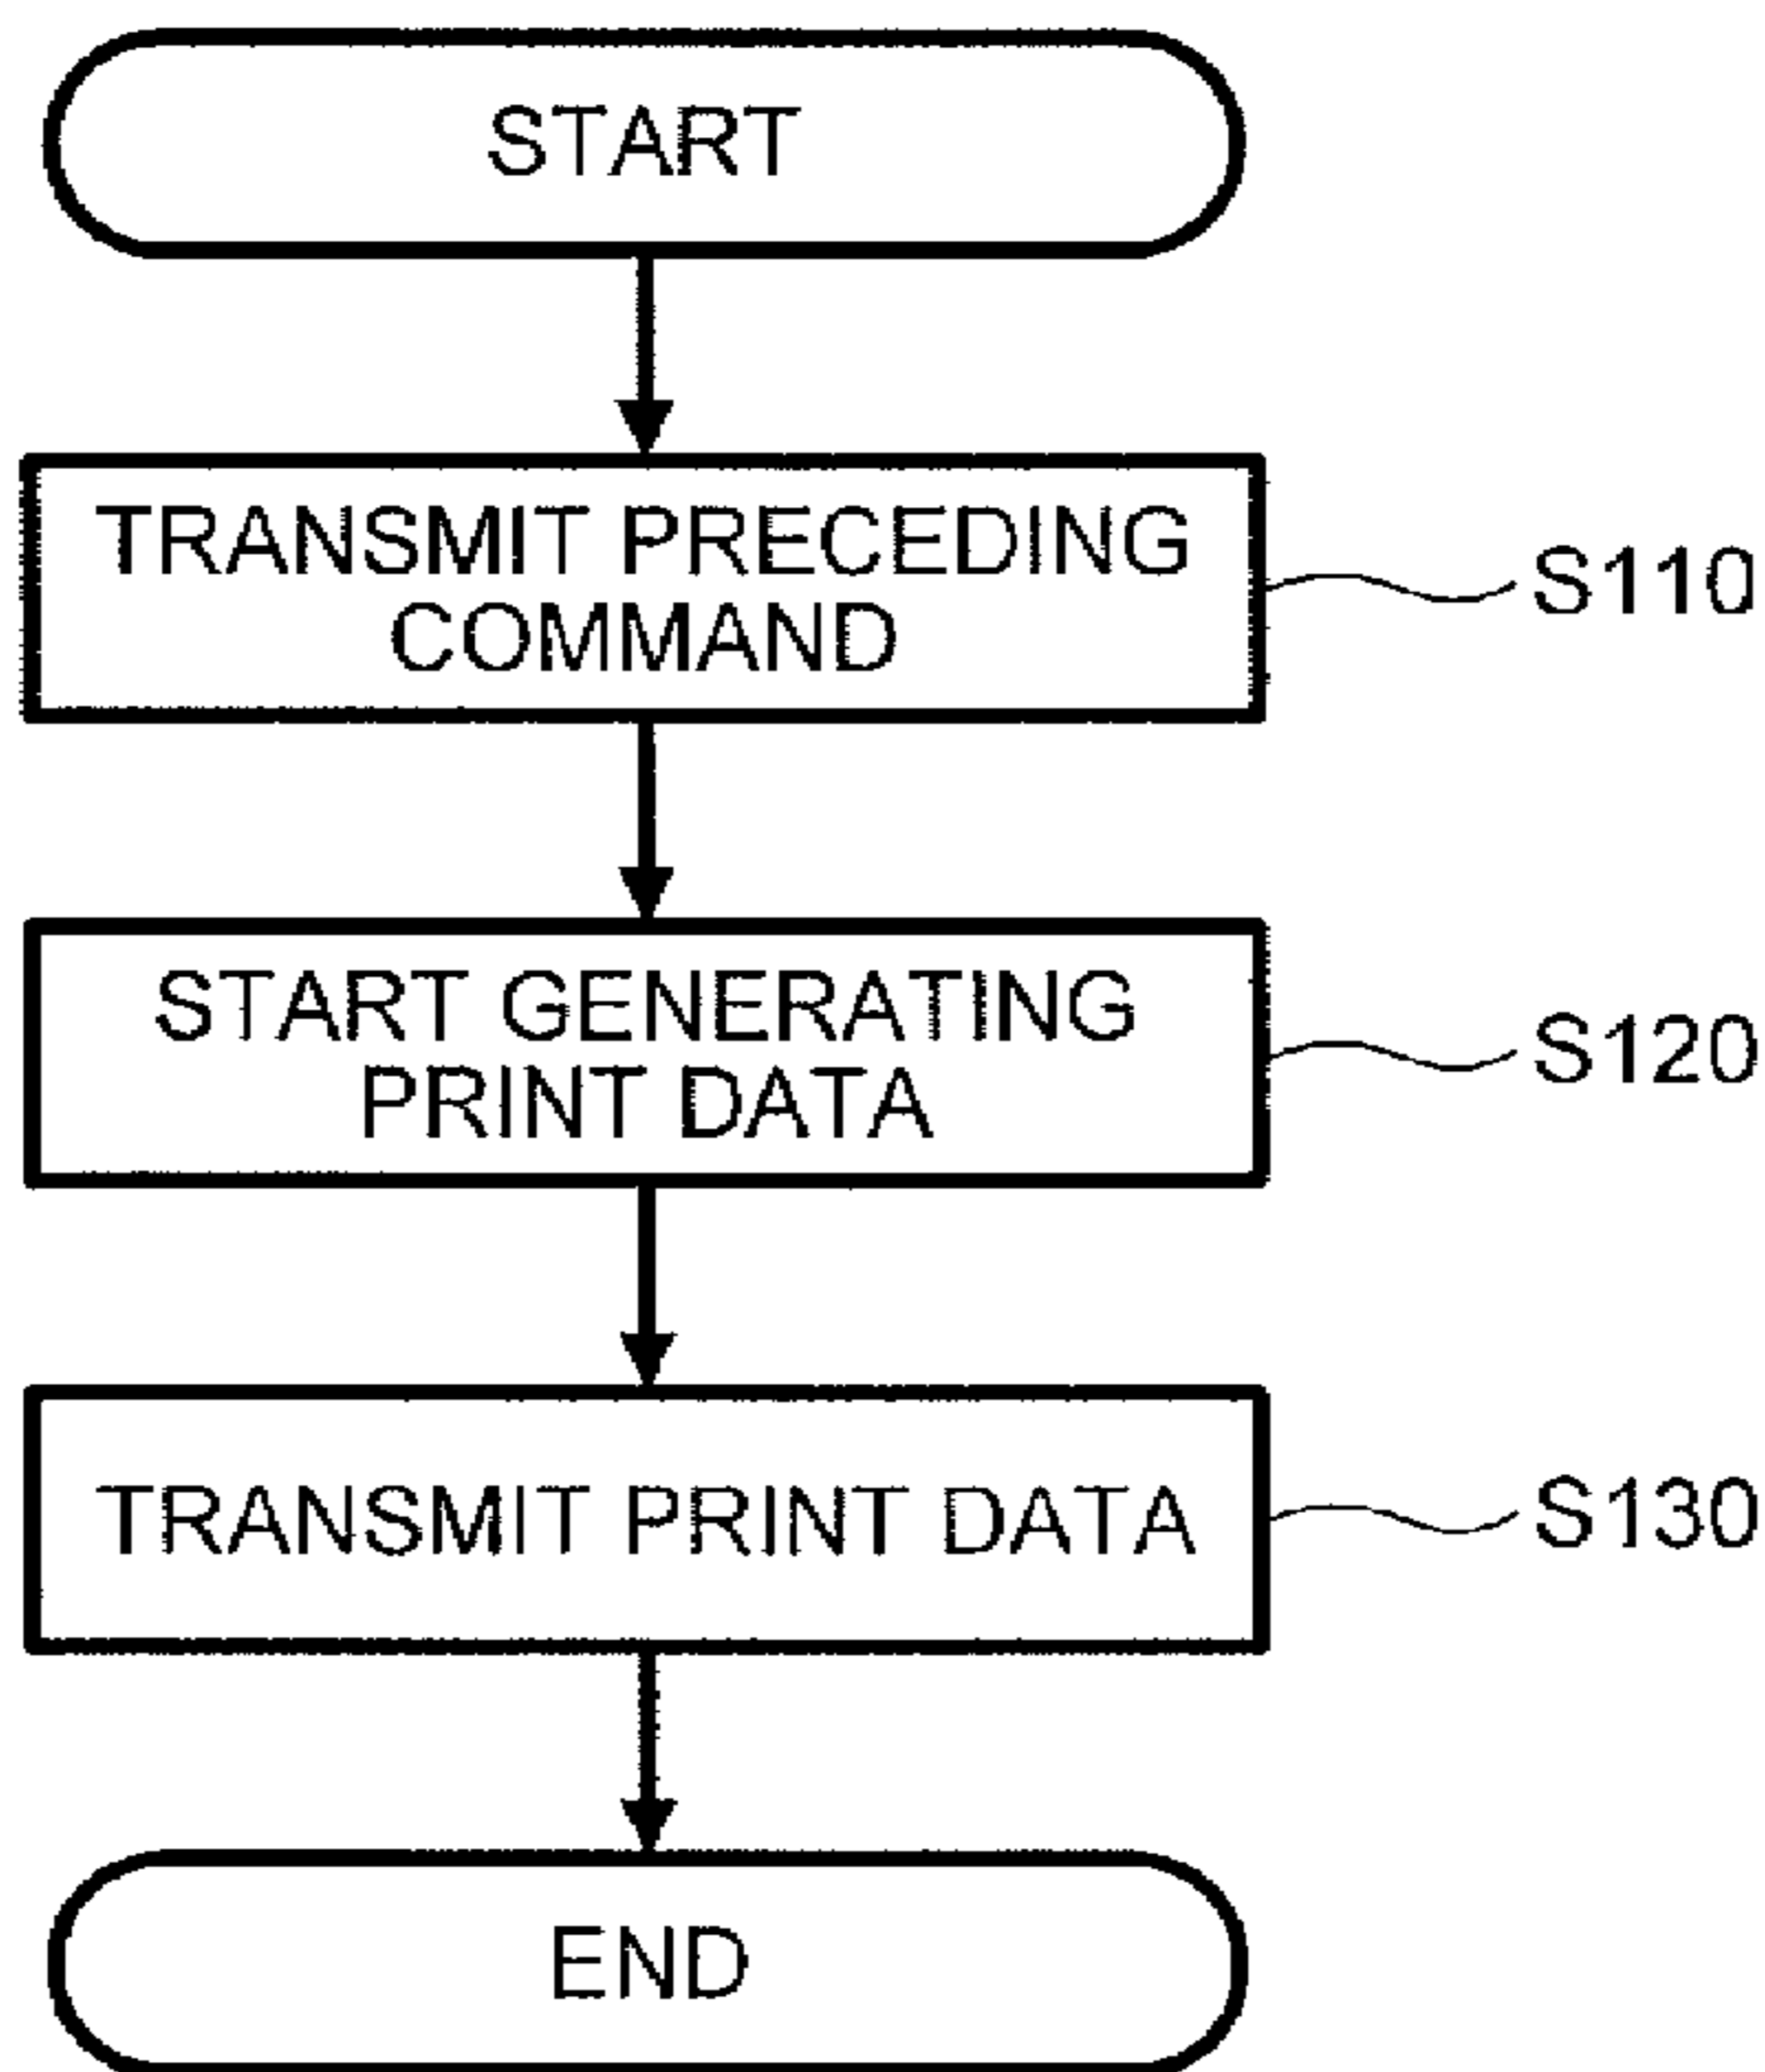 START
TRANSMIT PRECEDING
COMMAND
S110
START GENERATING
PRINT DATA
S120
TRANSMIT PRINT DATA
S130
END